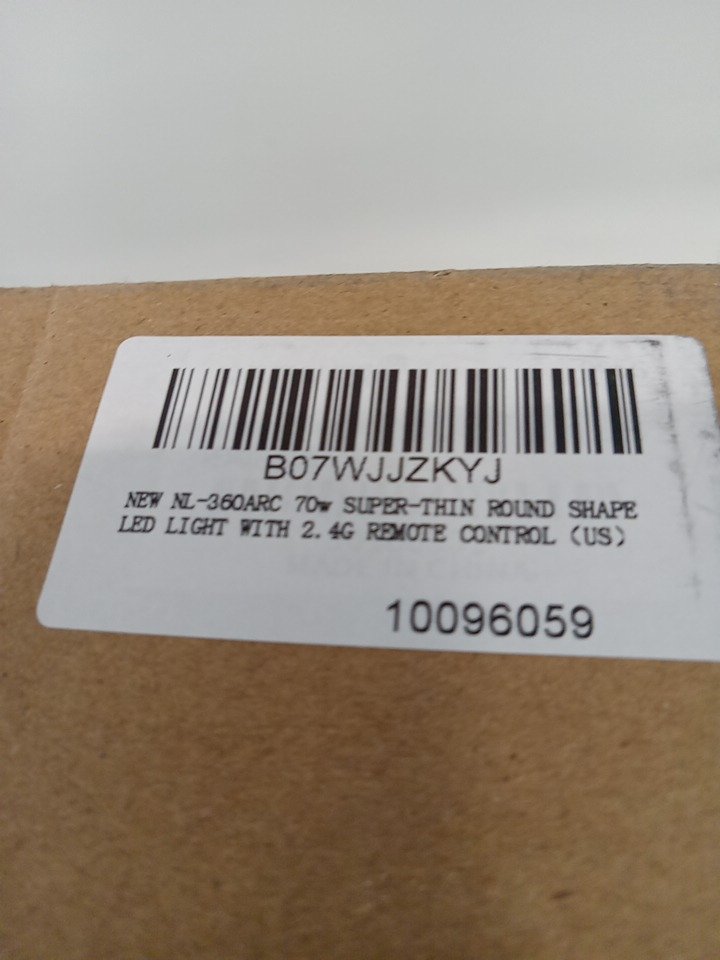 B07WJJZKYJ
NEW NL-360ARC 70w SUPER-THIN ROUND SHAPE
LED LIGHT WITH 2.4G REMOTE CONTROL (US)
10096059